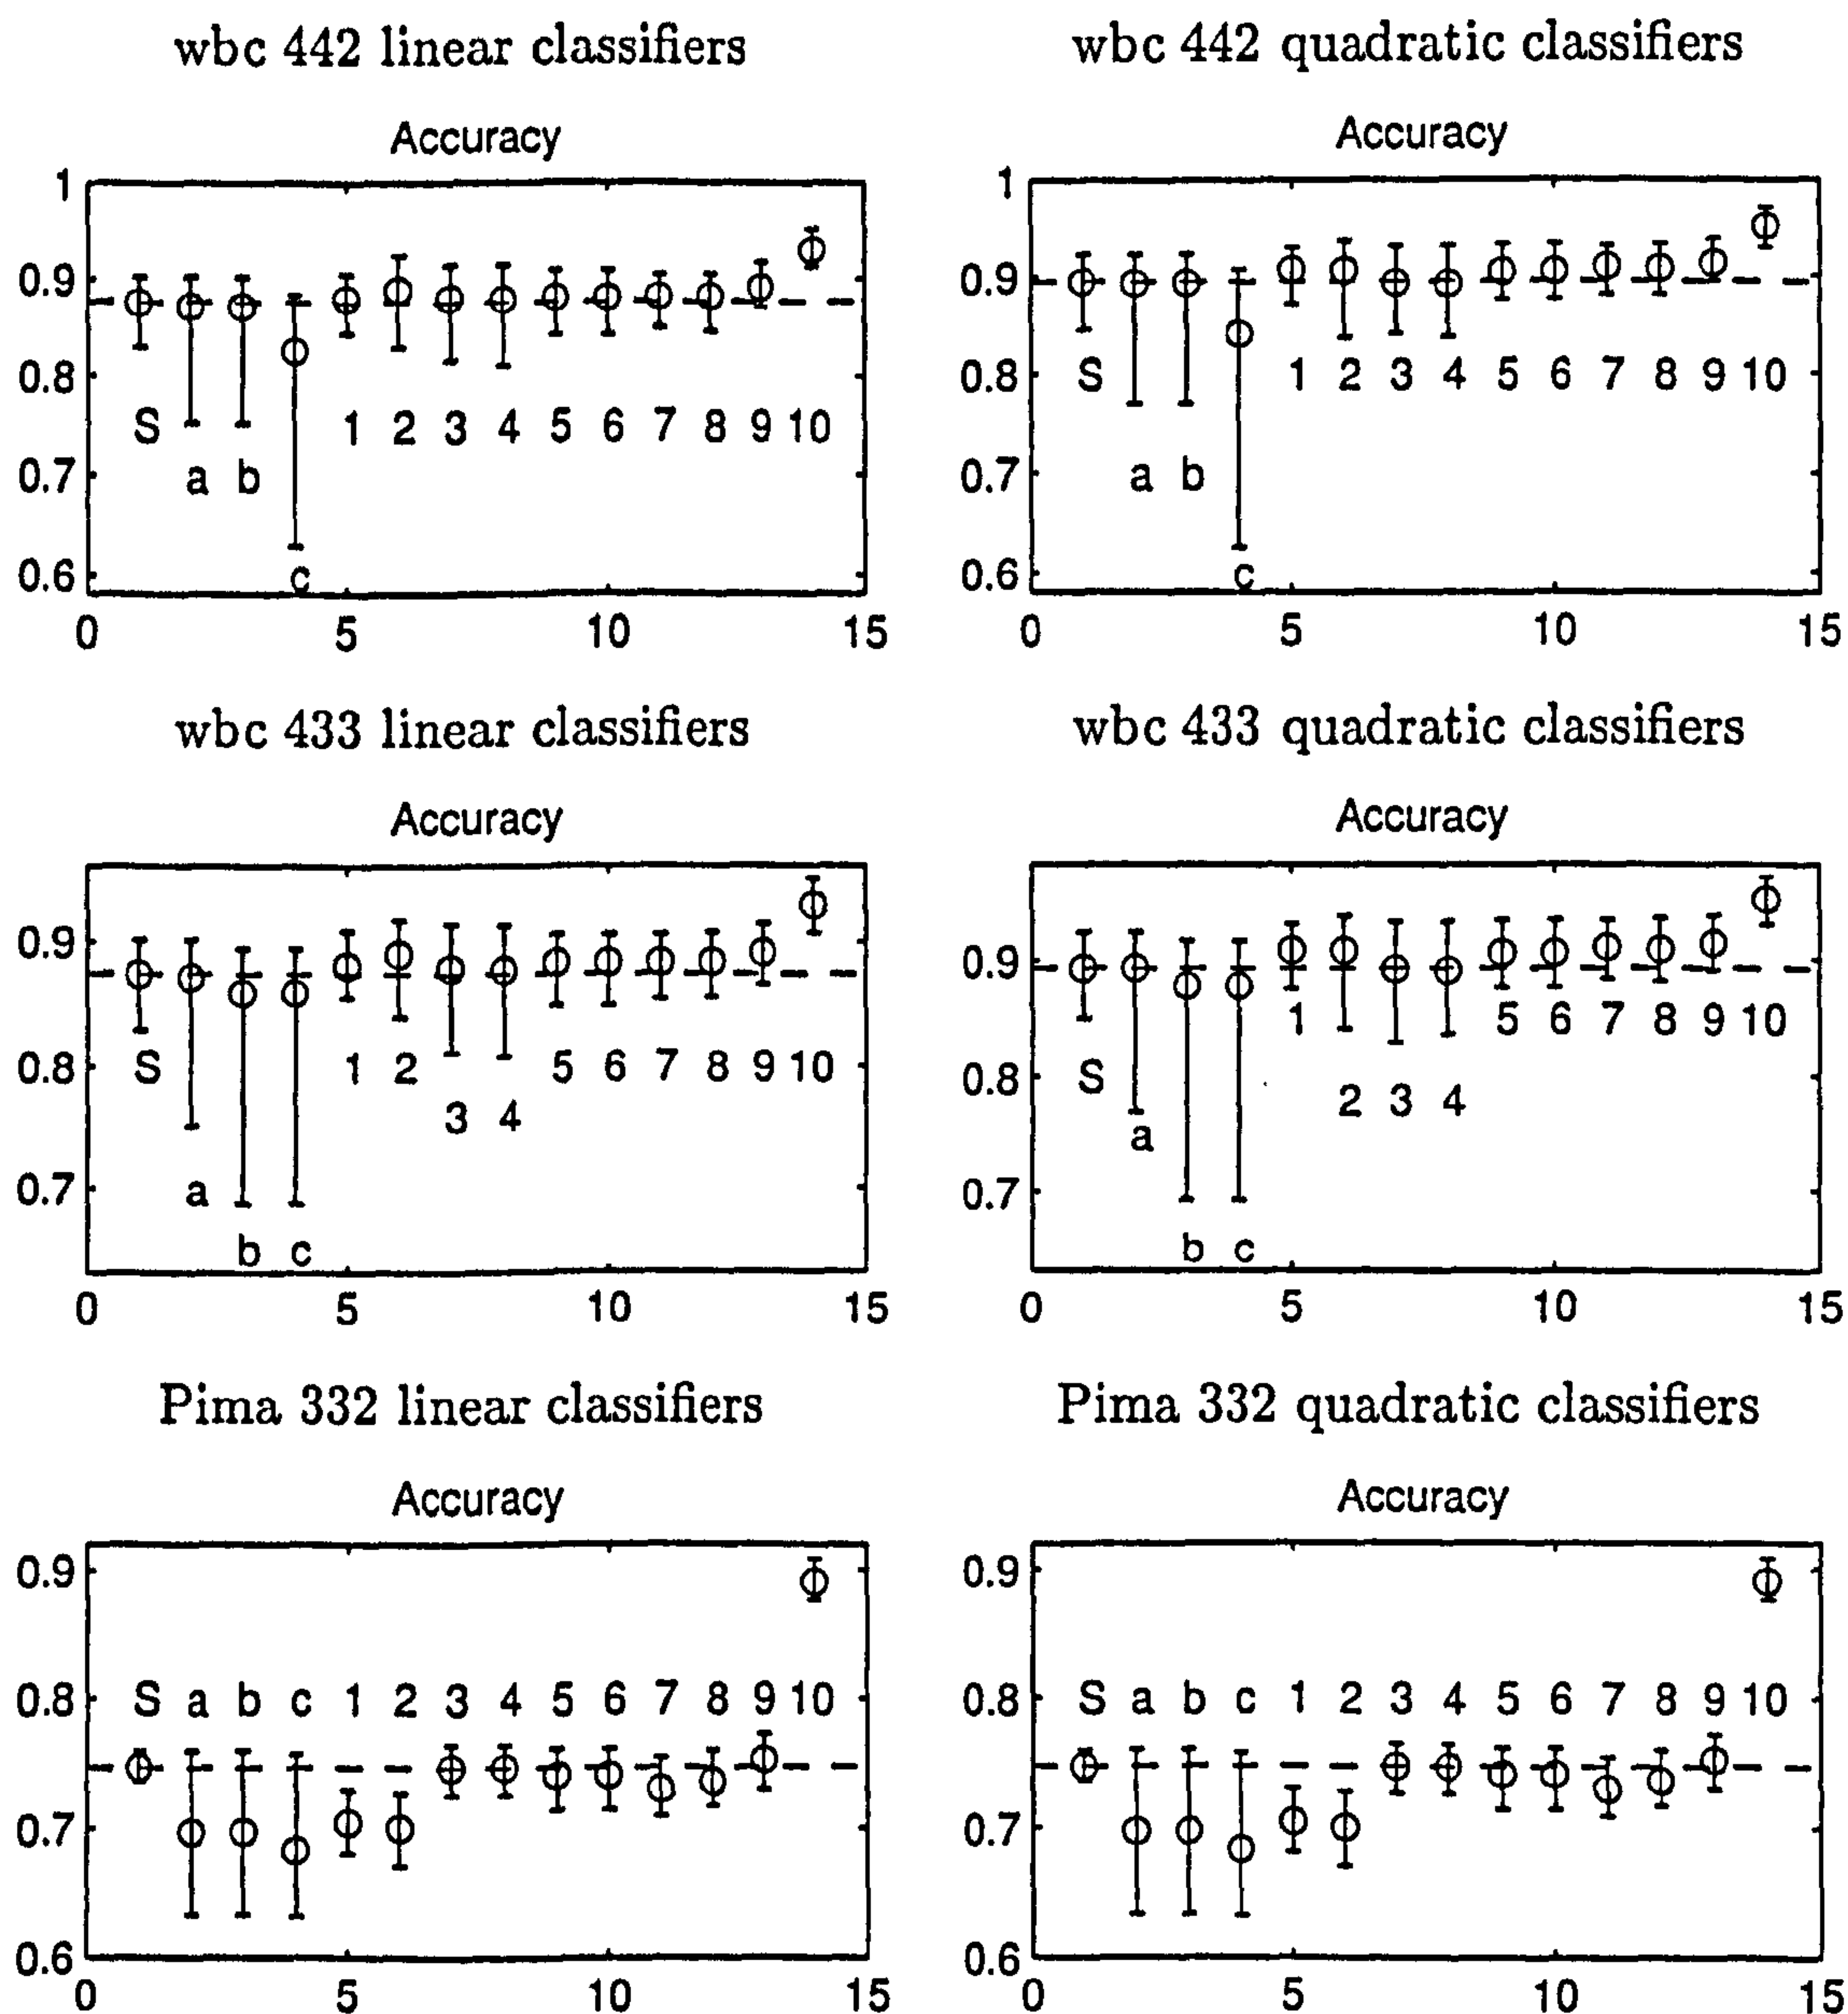 wbc 442 linear classifiers
Accuracy
1
0.9
0.8
S 1 2 3 4 5 6 7 8 9 10
0.7
a b
0.6
c
0 5 10 15
wbc 442 quadratic classifiers
Accuracy
1
0.9
0.8
S 1 2 3 4 5 6 7 8 9 10
0.7
a b
0.6
c
0 5 10 15
wbc 433 linear classifiers
Accuracy
0.9
0.8
S 1 2 5 6 7 8 9 10
3 4
0.7
a
b c
0 5 10 15
wbc 433 quadratic classifiers
Accuracy
0.9
1 5 6 7 8 9 10
0.8
S
2 3 4
a
0.7
b c
0 5 10 15
Pima 332 linear classifiers
Accuracy
0.9
0.8
S a b c 1 2 3 4 5 6 7 8 9 10
0.7
0.6
0 5 10 15
Pima 332 quadratic classifiers
Accuracy
0.9
0.8
S a b c 1 2 3 4 5 6 7 8 9 10
0.7
0.6
0 5 10 15